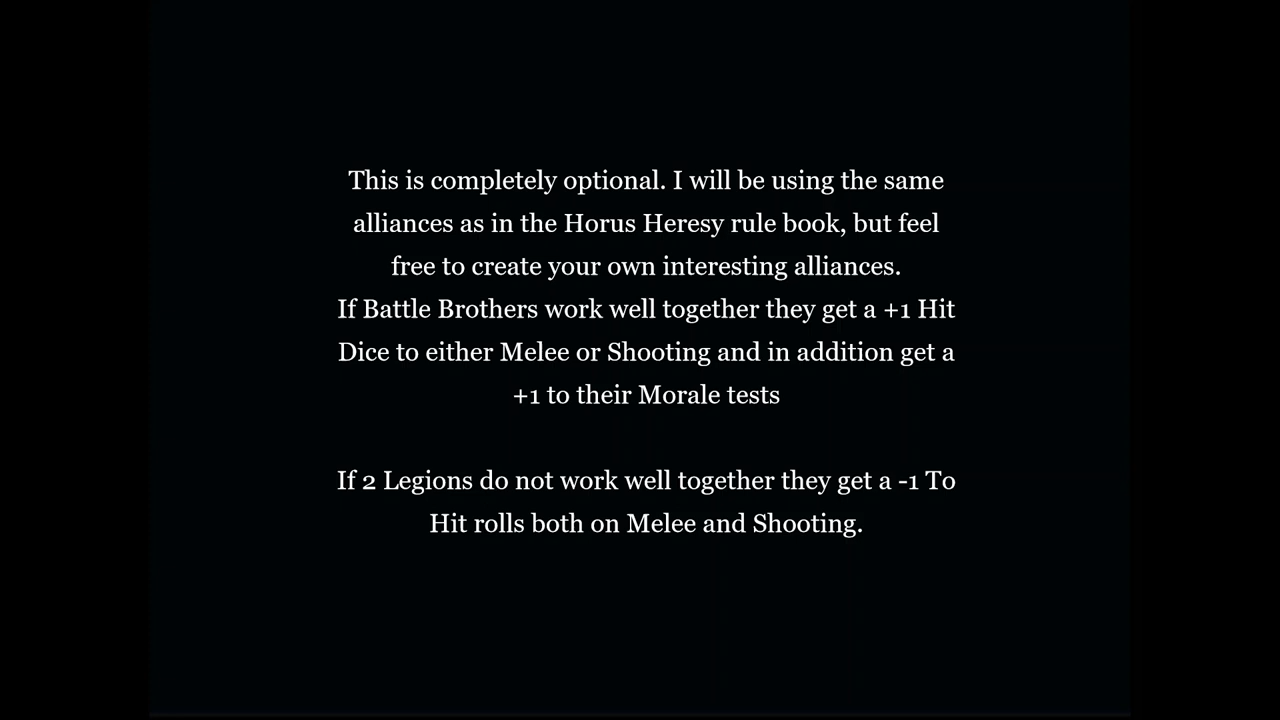 This is completely optional. I will be using the same
alliances as in the Horus Heresy rule book, but feel
free to create your own interesting alliances.
If Battle Brothers work well together they get a +1 Hit
Dice to either Melee or Shooting and in addition get a
+1 to their Morale tests
If 2 Legions do not work well together they get a -1 To
Hit rolls both on Melee and Shooting.